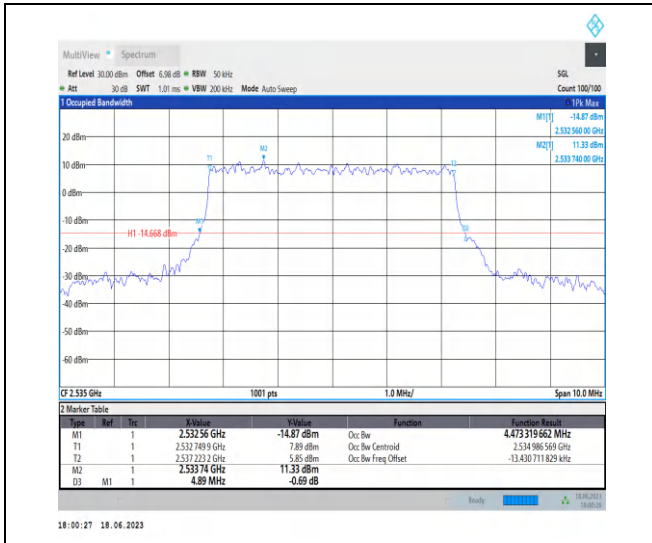 MultiView Spectrum
Ref Level 30.00 dBm Offset 6.98 dB RBW 50 kHz SGL
Att 30 dB SWT 1.01 ms VBW 200 kHz Mode Auto Sweep Count 100/100
1 Occupied Bandwidth 1Pk Max
M1[1] -14.87 dBm
2.532 560 00 GHz
M2[1] 11.33 dBm
2.533 740 00 GHz
20 dBm
M2
T1 T2
10 dBm
0 dBm
-10 dBm
M1
D3
H1 -14.668 dBm
-20 dBm
-30 dBm
-40 dBm
-50 dBm
-60 dBm
CF 2.535 GHz 1001 pts 1.0 MHz/ Span 10.0 MHz
2 Marker Table
Type Ref Trc X-Value Y-Value Function Function Result
M1 1 2.532 56 GHz -14.87 dBm Occ Bw 4.473 319 662 MHz
T1 1 2.532 749 9 GHz 7.89 dBm Occ Bw Centroid 2.534 986 569 GHz
T2 1 2.537 223 2 GHz 5.85 dBm Occ Bw Freq Offset -13.430 711 829 kHz
M2 1 2.533 74 GHz 11.33 dBm
D3 M1 1 4.89 MHz -0.69 dB
Ready 18.06.2023
18:00:26
18:00:27 18.06.2023